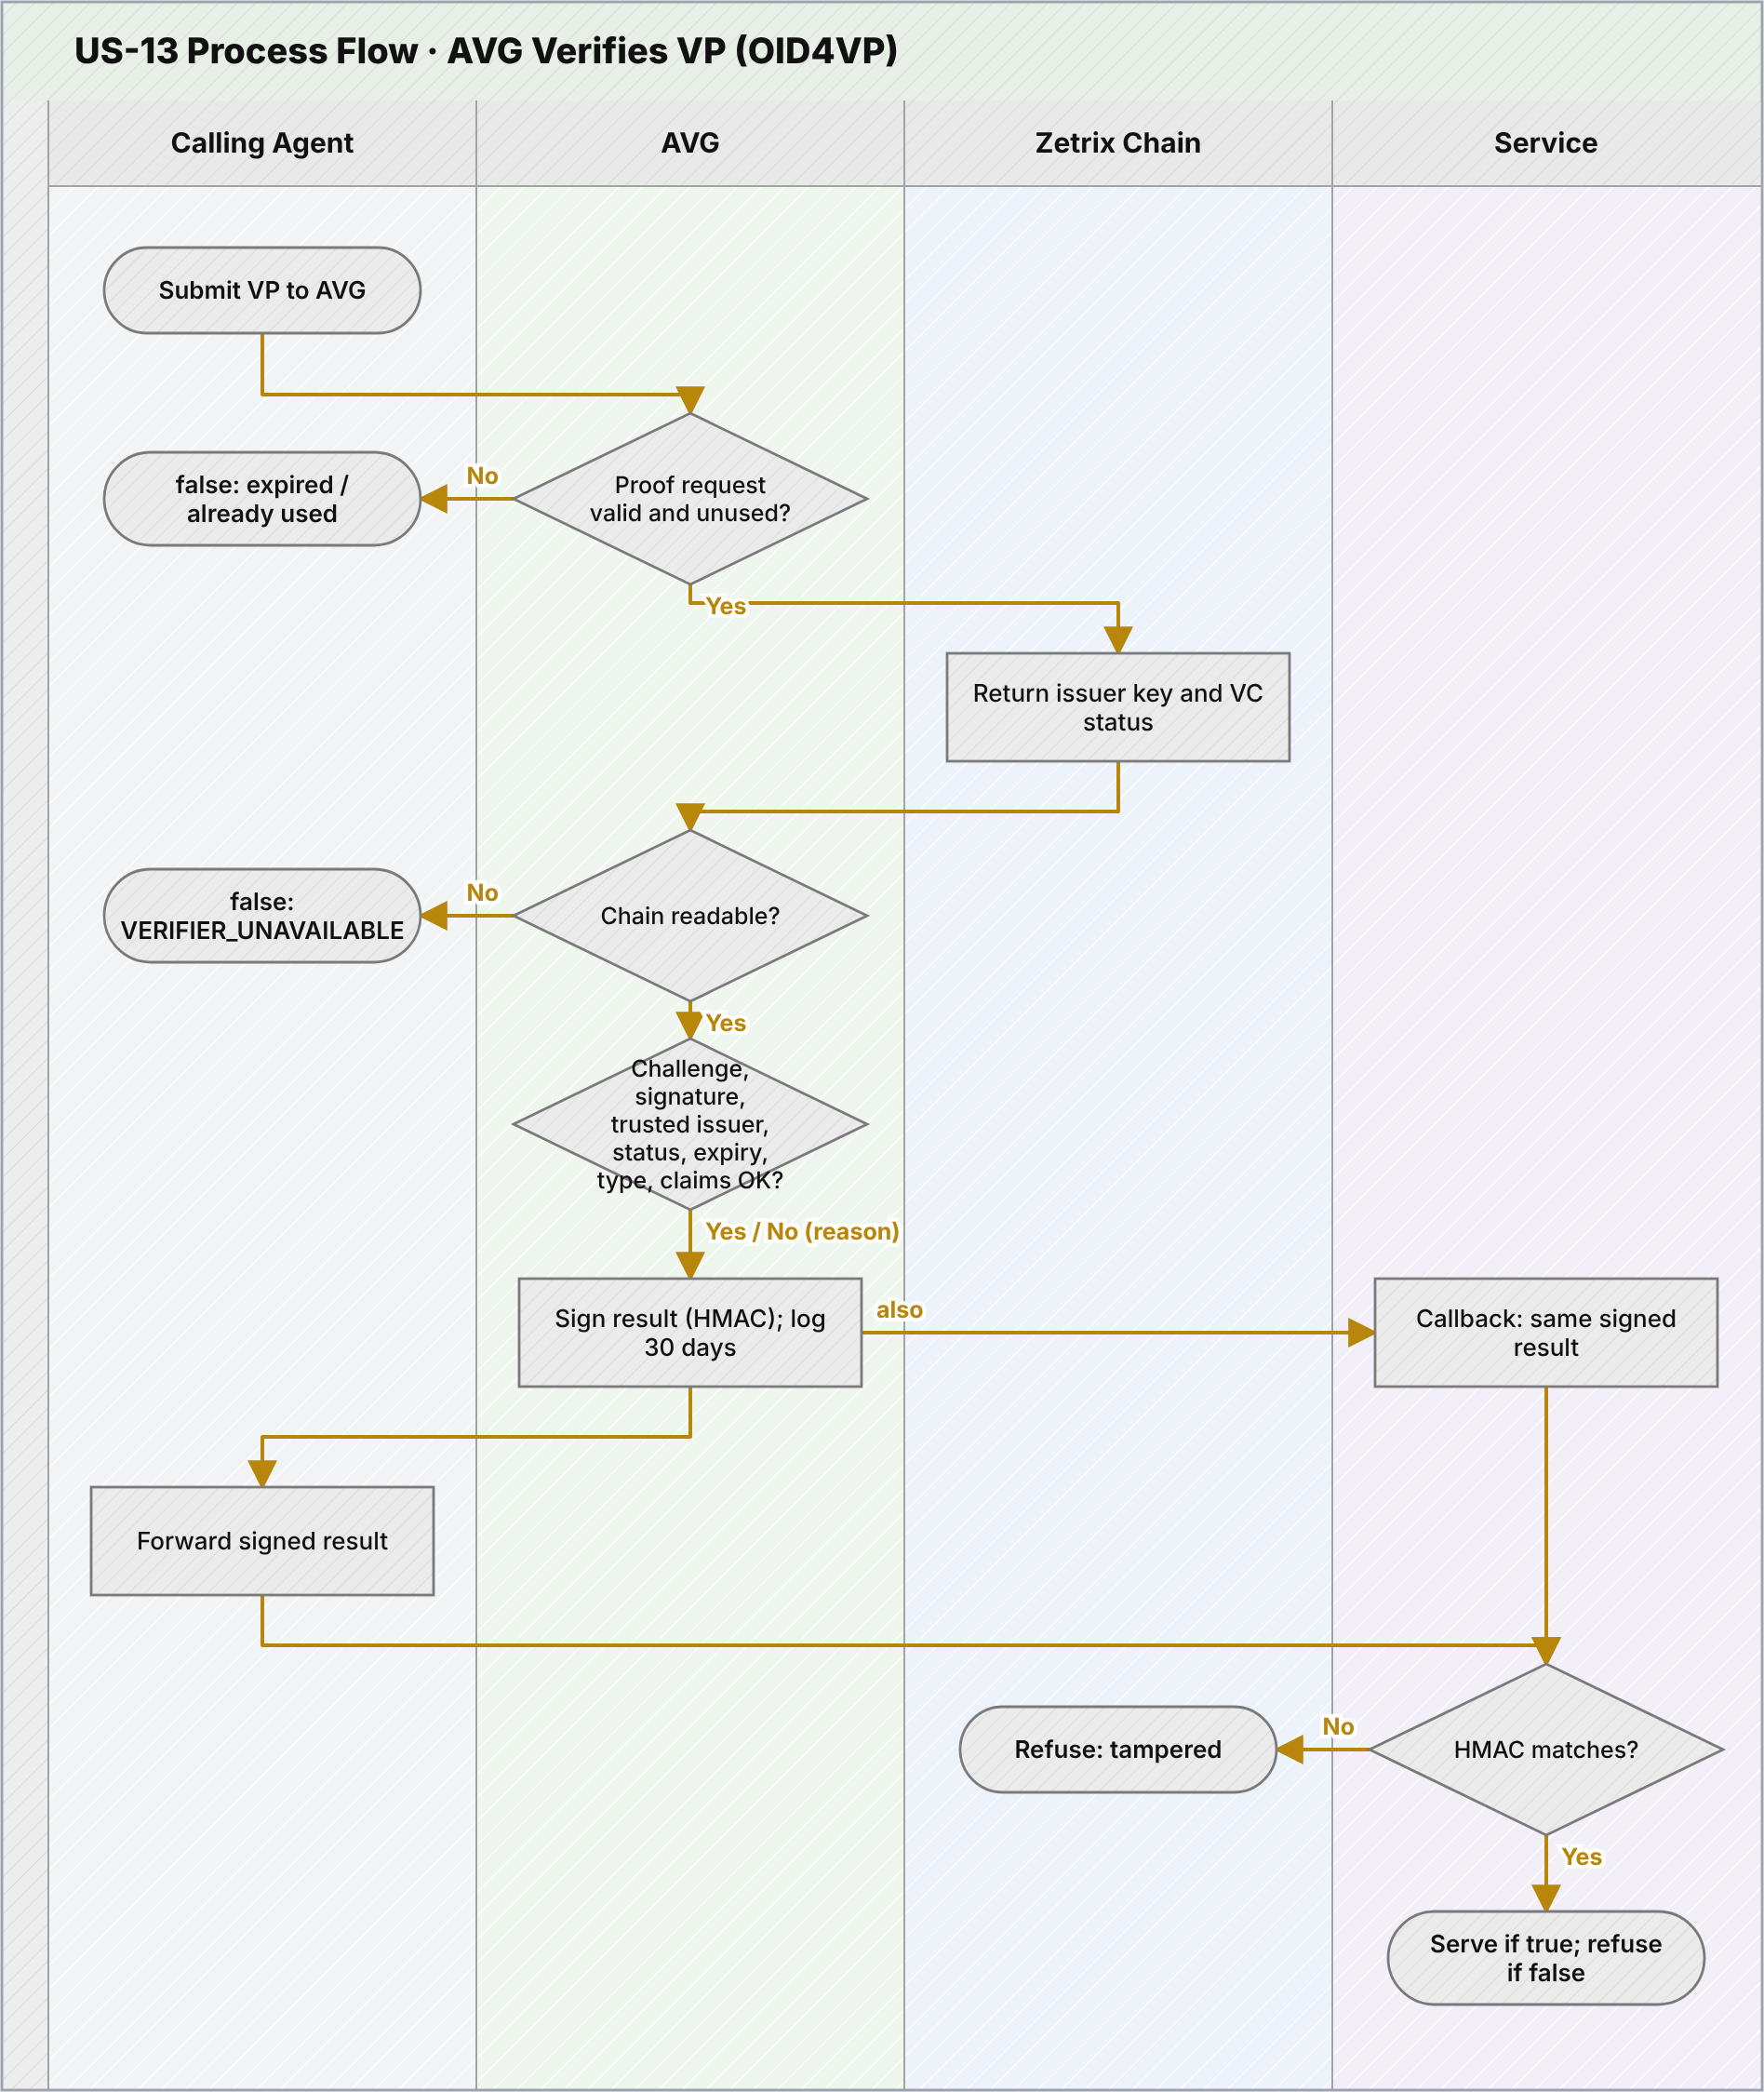 US-13 Process Flow · AVG Verifies VP (OID4VP)
Calling Agent
AVG
Zetrix Chain
Service
Submit VP to AVG
Proof request
valid and unused?
No
false: expired /
already used
Yes
Return issuer key and VC
status
Chain readable?
No
false:
VERIFIER_UNAVAILABLE
Yes
Challenge,
signature,
trusted issuer,
status, expiry,
type, claims OK?
Yes / No (reason)
Sign result (HMAC); log
30 days
also
Callback: same signed
result
Forward signed result
HMAC matches?
No
Refuse: tampered
Yes
Serve if true; refuse
if false